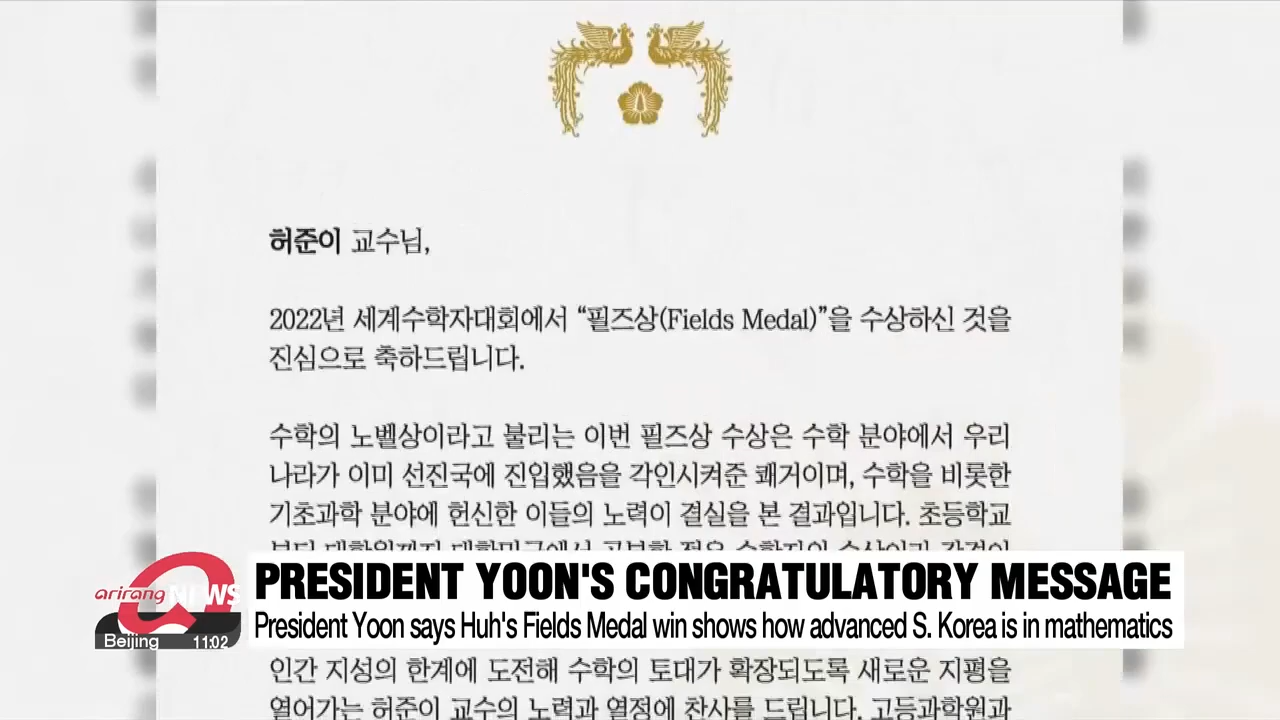 허준이 교수님,
2022년 세계수학자대회에서 “필즈상(Fields Medal)”을 수상하신 것을
진심으로 축하드립니다.
수학의 노벨상이라고 불리는 이번 필즈상 수상은 수학 분야에서 우리
나라가 이미 선진국에 진입했음을 각인시켜준 쾌거이며, 수학을 비롯한
기초과학 분야에 헌신한 이들의 노력이 결실을 본 결과입니다. 초등학교
arirang NEWS
Beijing 11:02
PRESIDENT YOON'S CONGRATULATORY MESSAGE
President Yoon says Huh's Fields Medal win shows how advanced S. Korea is in mathematics
인간 지성의 한계에 도전해 수학의 토대가 확장되도록 새로운 지평을
열어가는 허준이 교수의 노력과 열정에 찬사를 드립니다. 고등과학원과